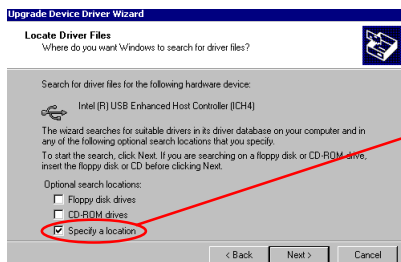 Upgrade Device Driver Wizard
Locate Driver Files
Where do you want Windows to search for driver files?
Search for driver files for the following hardware device:
Intel (R) USB Enhanced Host Controller (ICH4)
The wizard searches for suitable drivers in its driver database on your computer and in
any of the following optional search locations that you specify.
To start the search, click Next. If you are searching on a floppy disk or CD-ROM drive,
insert the floppy disk or CD before clicking Next.
Optional search locations:
Floppy disk drives
CD-ROM drives
Specify a location
< Back
Next >
Cancel